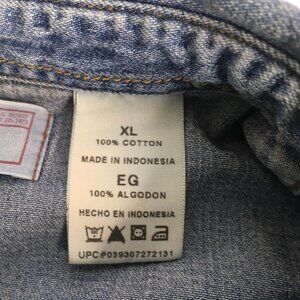 XL
100% COTTON
MADE IN INDONESIA
EG
100% ALGODON
HECHO EN INDONESIA
UPC#039307272131